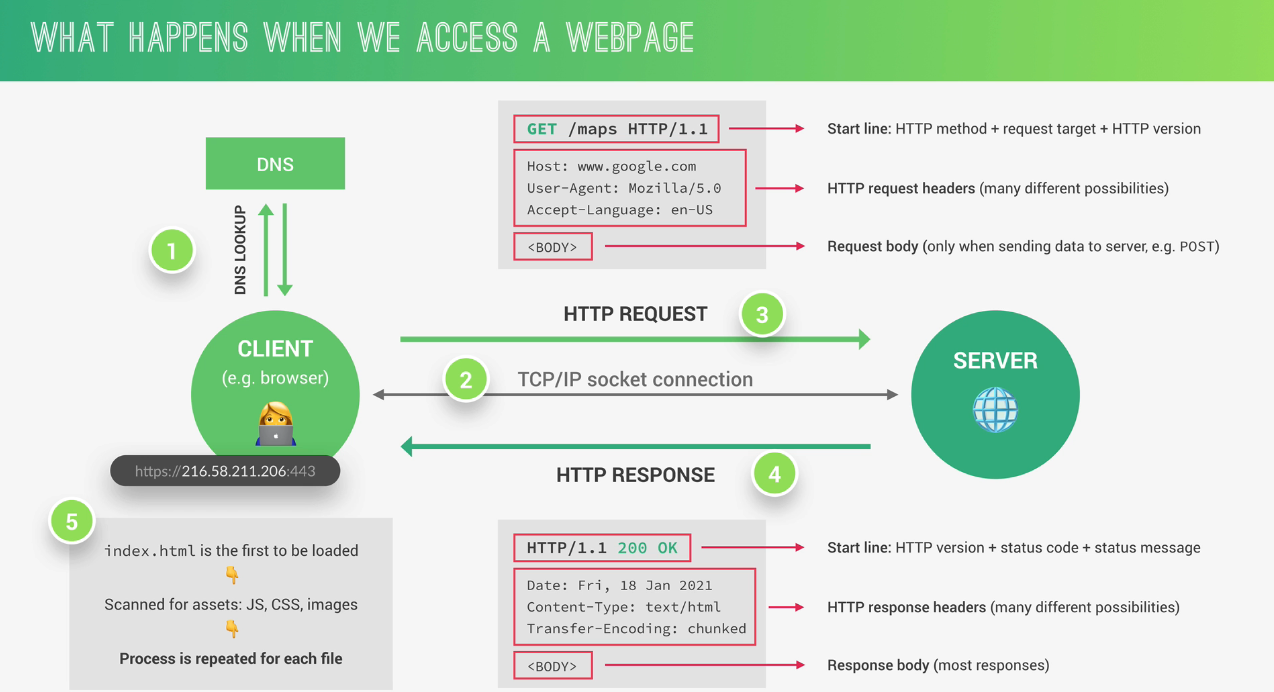 WHAT HAPPENS WHEN WE ACCESS A WEBPAGE
DNS
1
DNS LOOKUP
CLIENT
(e.g. browser)
https://216.58.211.206:443
GET /maps HTTP/1.1
Start line: HTTP method + request target + HTTP version
Host: www.google.com
User-Agent: Mozilla/5.0
Accept-Language: en-US
HTTP request headers (many different possibilities)
<BODY>
Request body (only when sending data to server, e.g. POST)
HTTP REQUEST
3
2
TCP/IP socket connection
SERVER
HTTP RESPONSE
4
5
index.html is the first to be loaded
Scanned for assets: JS, CSS, images
Process is repeated for each file
HTTP/1.1 200 OK
Start line: HTTP version + status code + status message
Date: Fri, 18 Jan 2021
Content-Type: text/html
Transfer-Encoding: chunked
HTTP response headers (many different possibilities)
<BODY>
Response body (most responses)